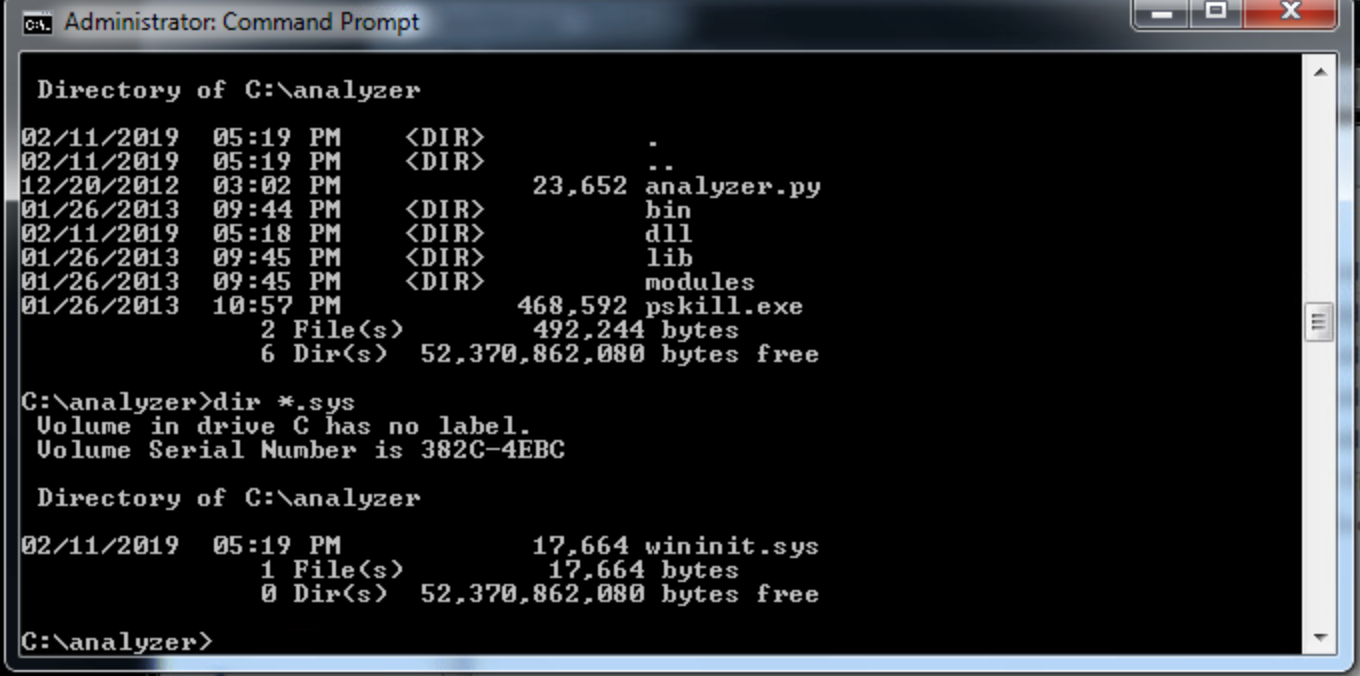 Administrator: Command Prompt
Directory of C:\analyzer
02/11/2019 05:19 PM <DIR> .
02/11/2019 05:19 PM <DIR> ..
12/20/2012 03:02 PM 23,652 analyzer.py
01/26/2013 09:44 PM <DIR> bin
02/11/2019 05:18 PM <DIR> dll
01/26/2013 09:45 PM <DIR> lib
01/26/2013 09:45 PM <DIR> modules
01/26/2013 10:57 PM 468,592 pskill.exe
2 File(s) 492,244 bytes
6 Dir(s) 52,370,862,080 bytes free
C:\analyzer>dir *.sys
Volume in drive C has no label.
Volume Serial Number is 382C-4EBC
Directory of C:\analyzer
02/11/2019 05:19 PM 17,664 wininit.sys
1 File(s) 17,664 bytes
0 Dir(s) 52,370,862,080 bytes free
C:\analyzer>